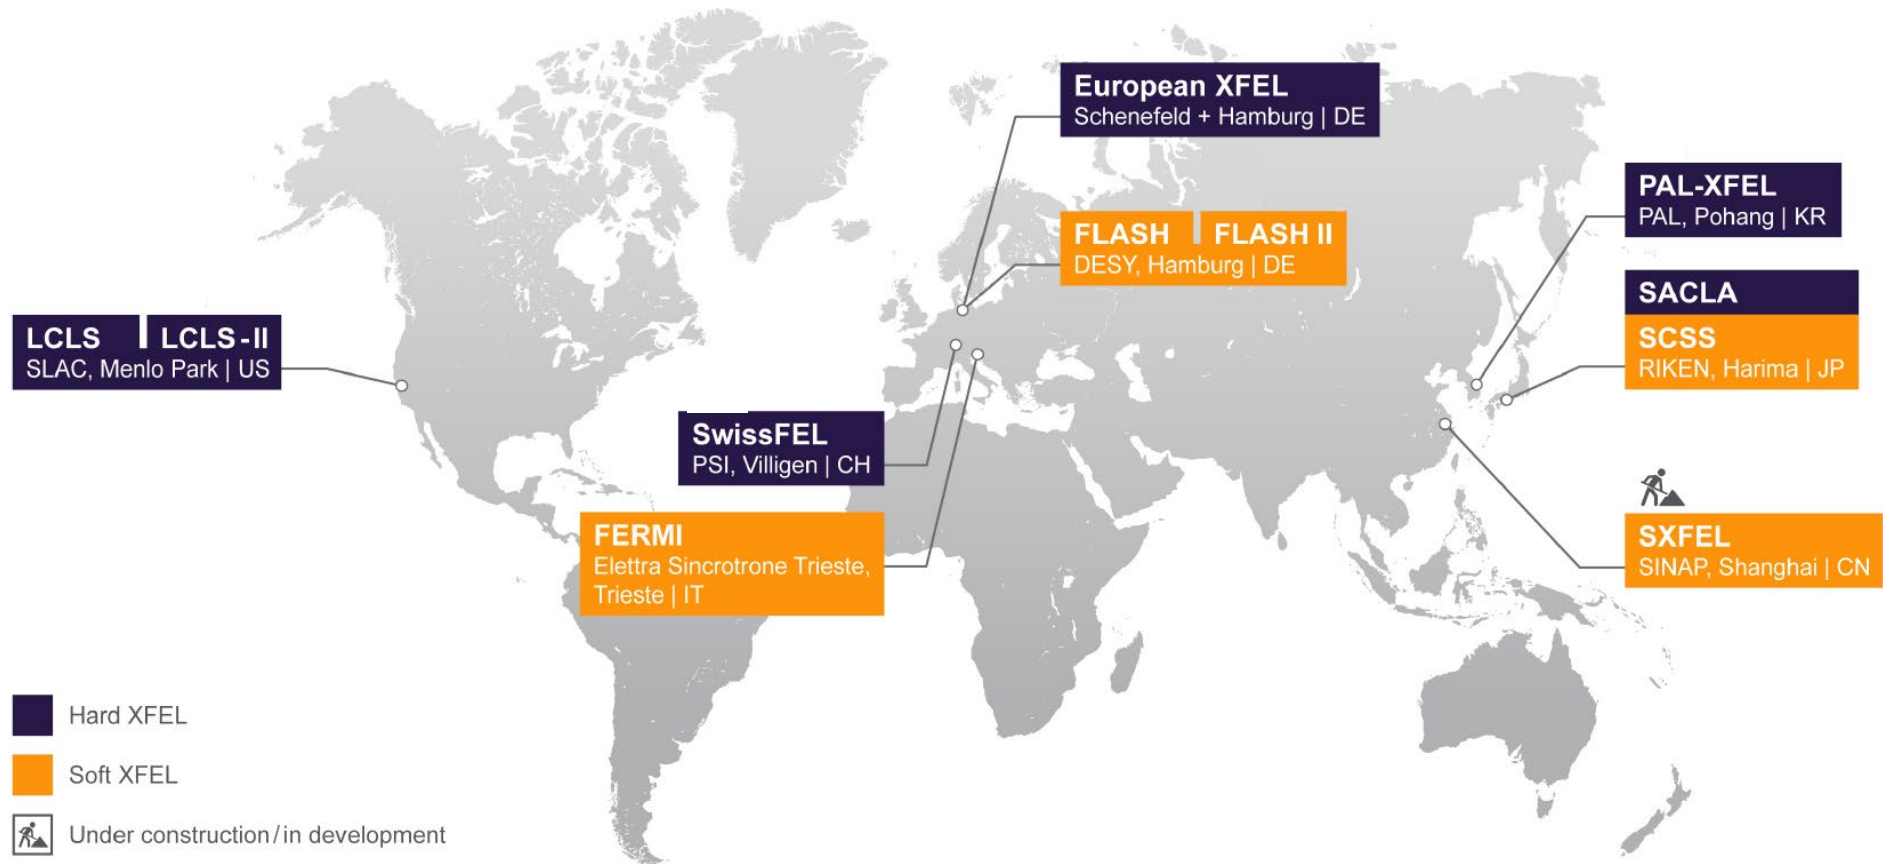 European XFEL
Schenefeld + Hamburg | DE
PAL-XFEL
PAL, Pohang | KR
FLASH | FLASH II
DESY, Hamburg | DE
SACLA
SCSS
RIKEN, Harima | JP
LCLS | LCLS-II
SLAC, Menlo Park | US
SwissFEL
PSI, Villigen | CH
FERMI
Elettra Sincrotrone Trieste,
Trieste | IT
SXFEL
SINAP, Shanghai | CN
Hard XFEL
Soft XFEL
Under construction/in development